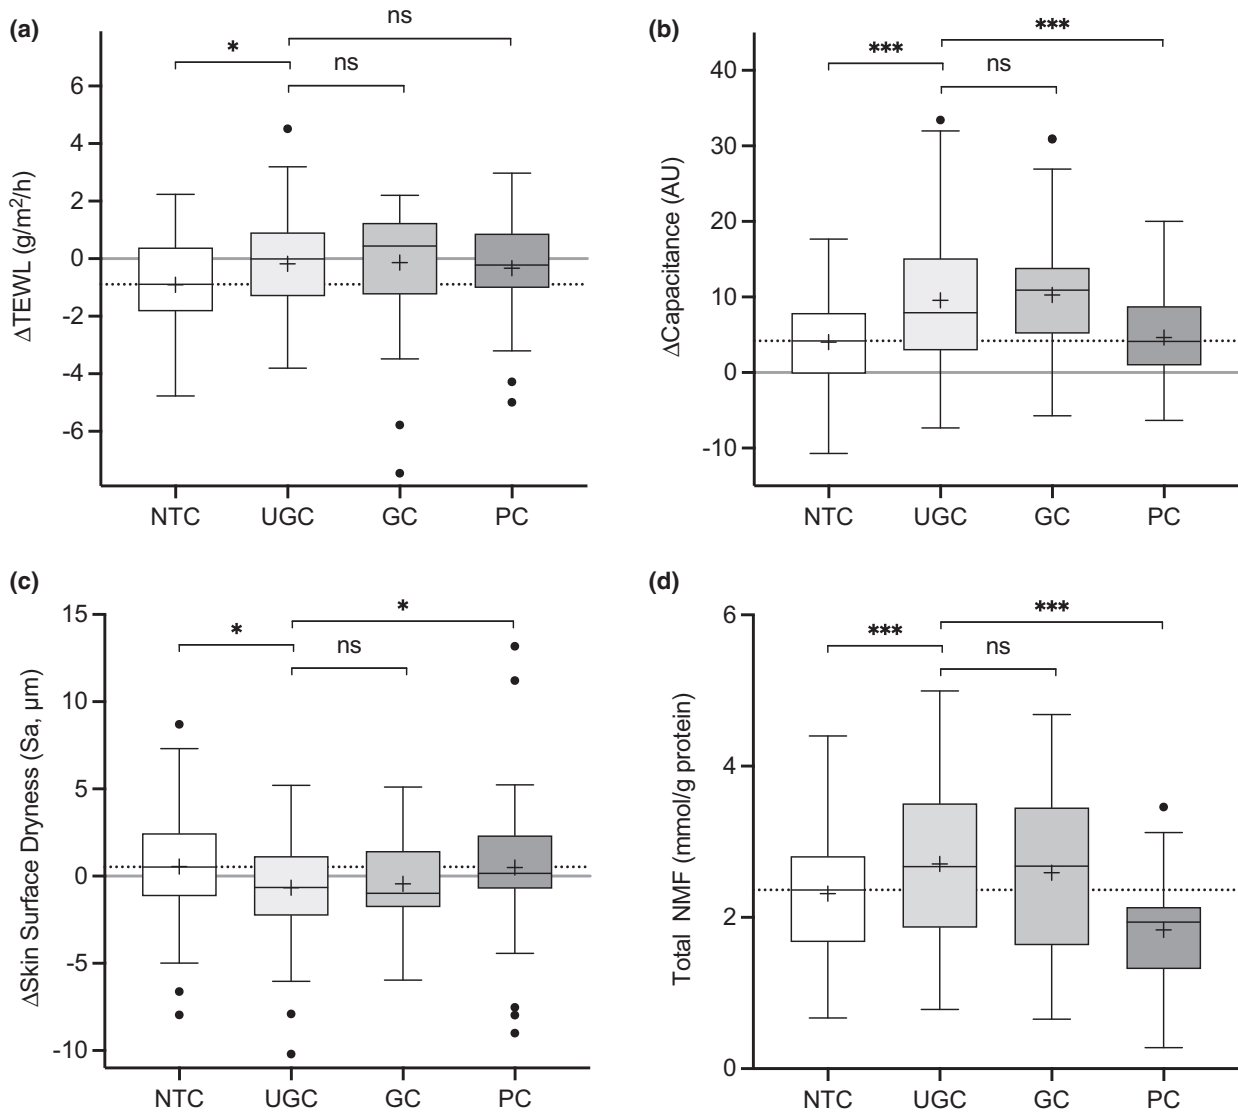 (a)
ns
*
ns
ΔTEWL (g/m²/h)
6
4
2
0
-2
-4
-6
NTC UGC GC PC
(b)
***
***
ns
ΔCapacitance (AU)
40
30
20
10
0
-10
NTC UGC GC PC
(c)
*
*
ns
ΔSkin Surface Dryness (Sa, μm)
15
10
5
0
-5
-10
NTC UGC GC PC
(d)
***
***
ns
Total NMF (mmol/g protein)
6
4
2
0
NTC UGC GC PC